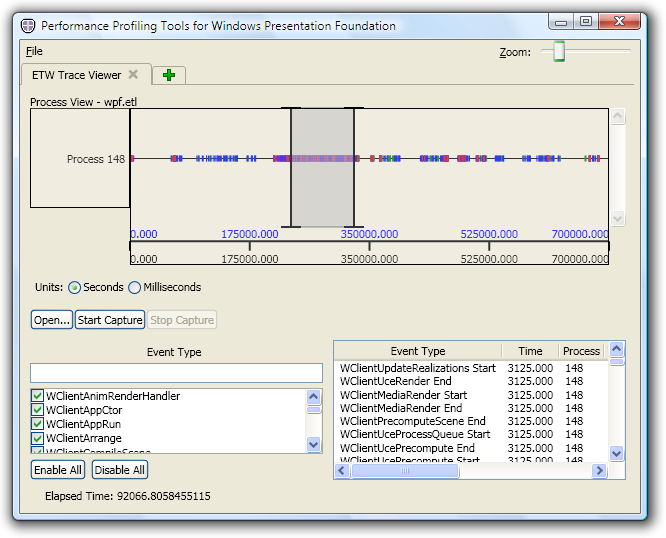 Performance Profiling Tools for Windows Presentation Foundation
File
Zoom:
ETW Trace Viewer
Process View - wpf.etl
Process 148
0.000 175000.000 350000.000 525000.000 700000.000
0.000 175000.000 350000.000 525000.000 700000.000
Units: Seconds Milliseconds
Open... Start Capture Stop Capture
Event Type
WClientAnimRenderHandler
WClientAppCtor
WClientAppRun
WClientArrange
WClientCompileScene
Enable All Disable All
Event Type Time Process
WClientUpdateRealizations Start 3125.000 148
WClientUceRender End 3125.000 148
WClientMediaRender Start 3125.000 148
WClientMediaRender End 3125.000 148
WClientPrecomputeScene End 3125.000 148
WClientUceProcessQueue Start 3125.000 148
WClientUcePrecompute End 3125.000 148
WClientUcePrecompute Start 3125.000 148
Elapsed Time: 92066.8058455115